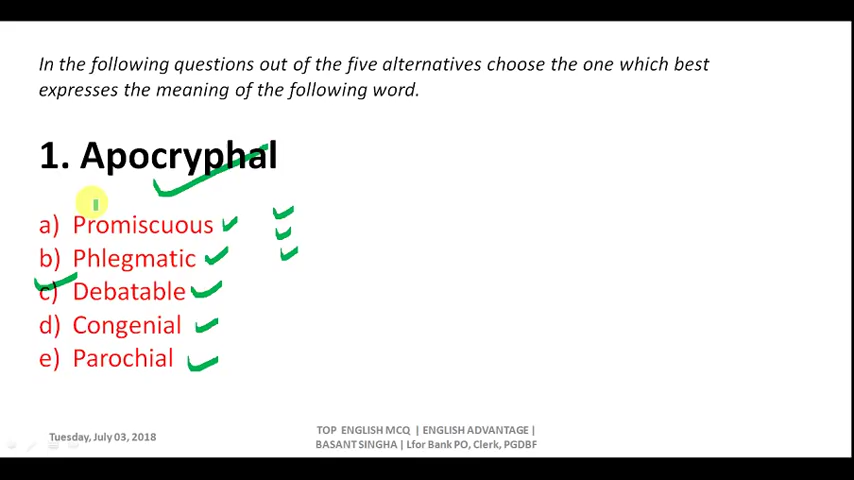 In the following questions out of the five alternatives choose the one which best
expresses the meaning of the following word.
1. Apocryphal
a) Promiscuous
b) Phlegmatic
c) Debatable
d) Congenial
e) Parochial
Tuesday, July 03, 2018
TOP ENGLISH MCQ | ENGLISH ADVANTAGE |
BASANT SINGHA | Lfor Bank PO, Clerk, PGDBF